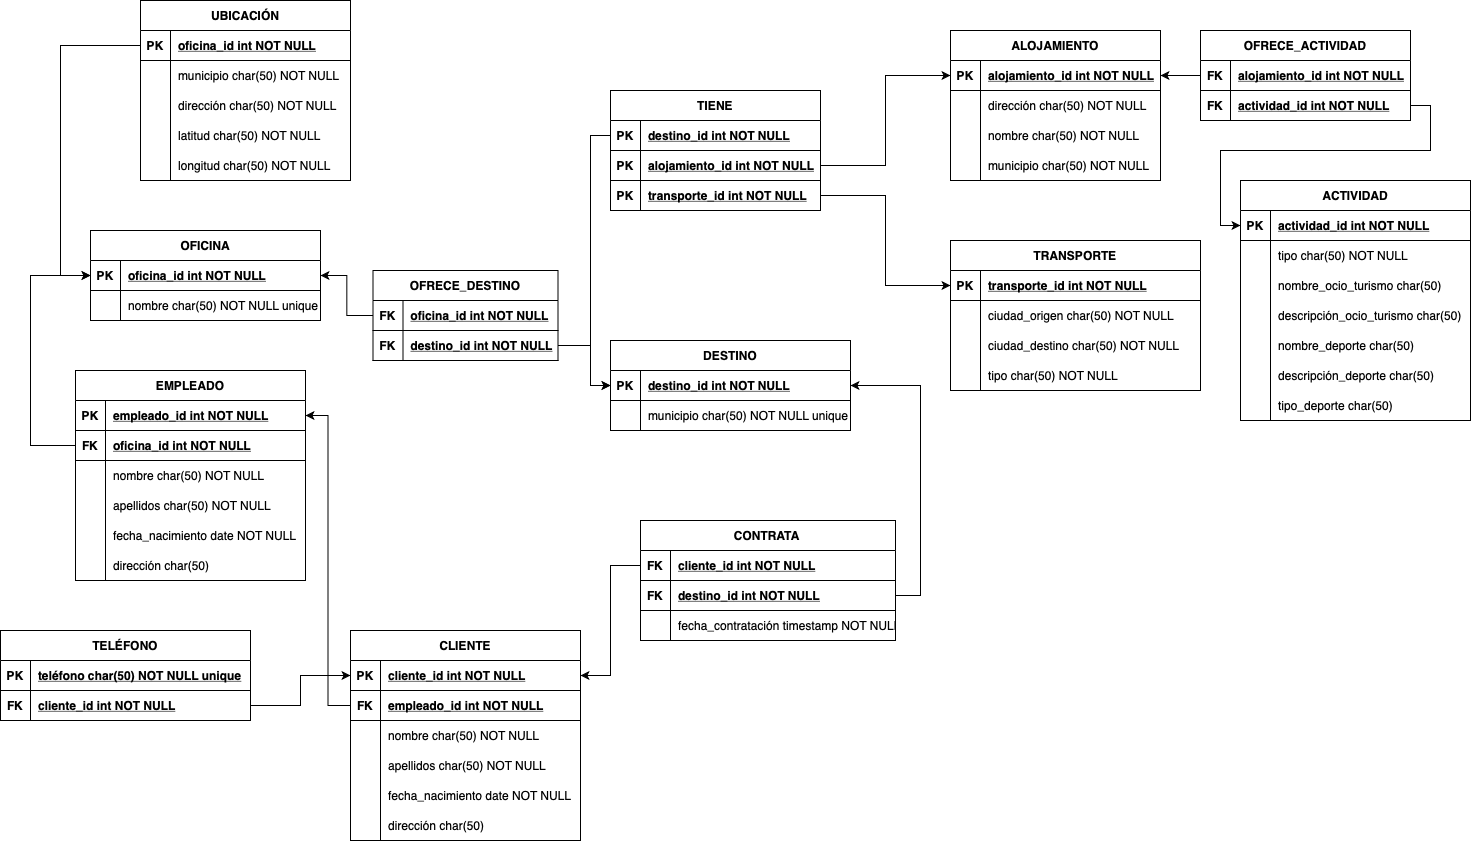 UBICACIÓN
PK oficina_id int NOT NULL
municipio char(50) NOT NULL
dirección char(50) NOT NULL
latitud char(50) NOT NULL
longitud char(50) NOT NULL
OFICINA
PK oficina_id int NOT NULL
nombre char(50) NOT NULL unique
OFRECE_DESTINO
FK oficina_id int NOT NULL
FK destino_id int NOT NULL
EMPLEADO
PK empleado_id int NOT NULL
FK oficina_id int NOT NULL
nombre char(50) NOT NULL
apellidos char(50) NOT NULL
fecha_nacimiento date NOT NULL
dirección char(50)
TELÉFONO
PK teléfono char(50) NOT NULL unique
FK cliente_id int NOT NULL
CLIENTE
PK cliente_id int NOT NULL
FK empleado_id int NOT NULL
nombre char(50) NOT NULL
apellidos char(50) NOT NULL
fecha_nacimiento date NOT NULL
dirección char(50)
TIENE
PK destino_id int NOT NULL
PK alojamiento_id int NOT NULL
PK transporte_id int NOT NULL
DESTINO
PK destino_id int NOT NULL
municipio char(50) NOT NULL unique
CONTRATA
FK cliente_id int NOT NULL
FK destino_id int NOT NULL
fecha_contratación timestamp NOT NUL
ALOJAMIENTO
PK alojamiento_id int NOT NULL
dirección char(50) NOT NULL
nombre char(50) NOT NULL
municipio char(50) NOT NULL
TRANSPORTE
PK transporte_id int NOT NULL
ciudad_origen char(50) NOT NULL
ciudad_destino char(50) NOT NULL
tipo char(50) NOT NULL
OFRECE_ACTIVIDAD
FK alojamiento_id int NOT NULL
FK actividad_id int NOT NULL
ACTIVIDAD
PK actividad_id int NOT NULL
tipo char(50) NOT NULL
nombre_ocio_turismo char(50)
descripción_ocio_turismo char(50)
nombre_deporte char(50)
descripción_deporte char(50)
tipo_deporte char(50)